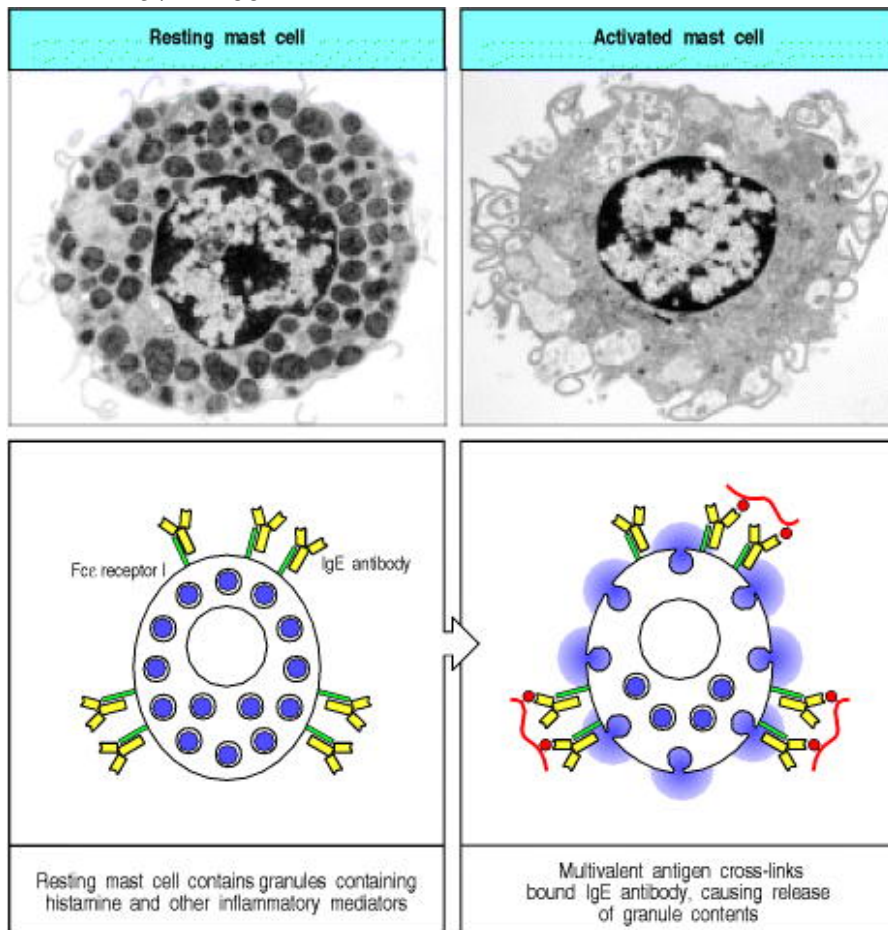 Resting mast cell
Activated mast cell
Fcε receptor I
IgE antibody
Resting mast cell contains granules containing
histamine and other inflammatory mediators
Multivalent antigen cross-links
bound IgE antibody, causing release
of granule contents